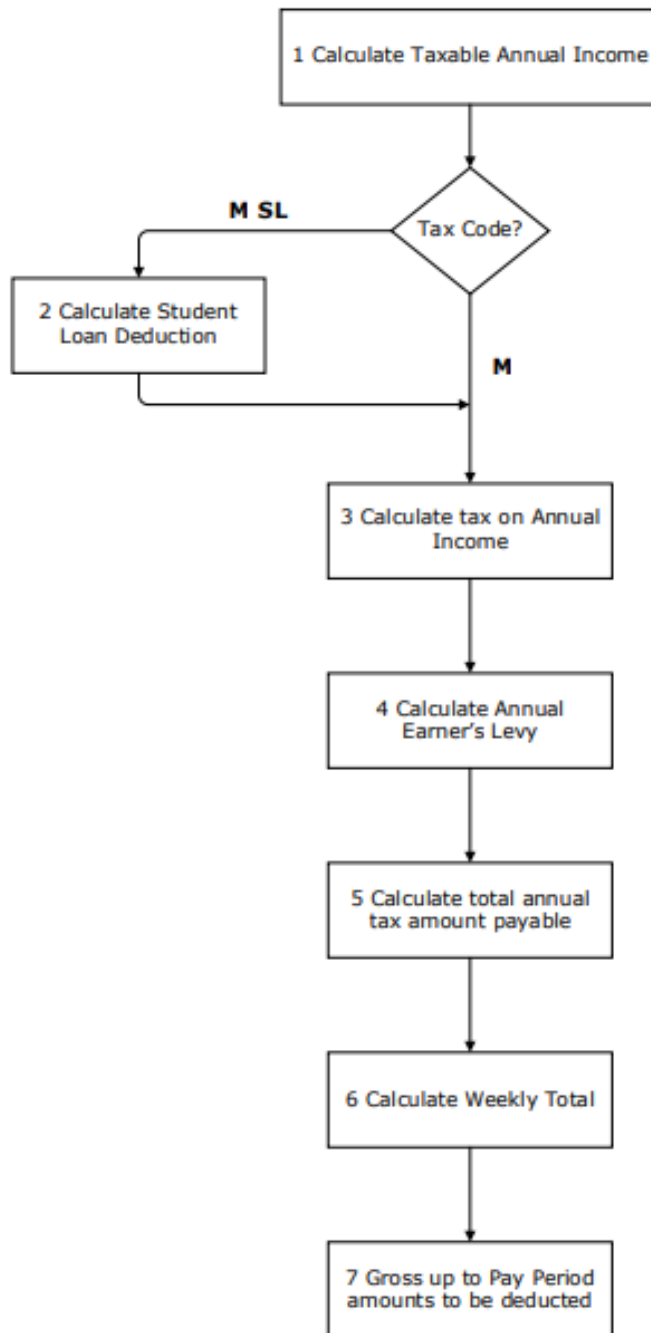 1 Calculate Taxable Annual Income
Tax Code?
M SL
2 Calculate Student
Loan Deduction
M
3 Calculate tax on Annual
Income
4 Calculate Annual
Earner’s Levy
5 Calculate total annual
tax amount payable
6 Calculate Weekly Total
7 Gross up to Pay Period
amounts to be deducted